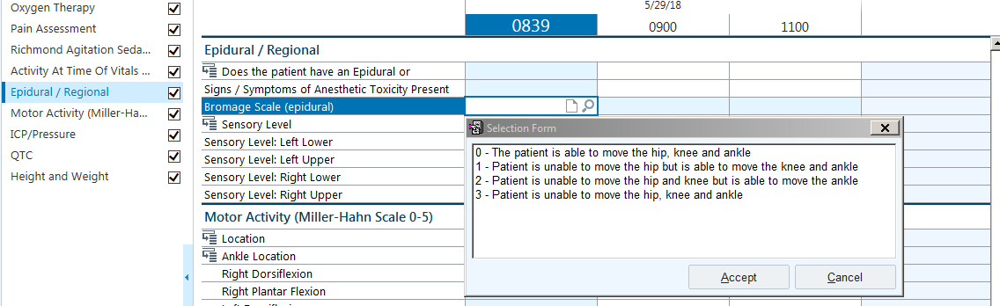 Oxygen Therapy
Pain Assessment
Richmond Agitation Seda...
Activity At Time Of Vitals ...
Epidural / Regional
Motor Activity (Miller-Ha...
ICP/Pressure
QTC
Height and Weight
5/29/18
0839 0900 1100
Epidural / Regional
Does the patient have an Epidural or
Signs / Symptoms of Anesthetic Toxicity Present
Bromage Scale (epidural)
Sensory Level
Sensory Level: Left Lower
Sensory Level: Left Upper
Sensory Level: Right Lower
Sensory Level: Right Upper
Motor Activity (Miller-Hahn Scale 0-5)
Location
Ankle Location
Right Dorsiflexion
Right Plantar Flexion
Selection Form
0 - The patient is able to move the hip, knee and ankle
1 - Patient is unable to move the hip but is able to move the knee and ankle
2 - Patient is unable to move the hip and knee but is able to move the ankle
3 - Patient is unable to move the hip, knee and ankle
Accept Cancel